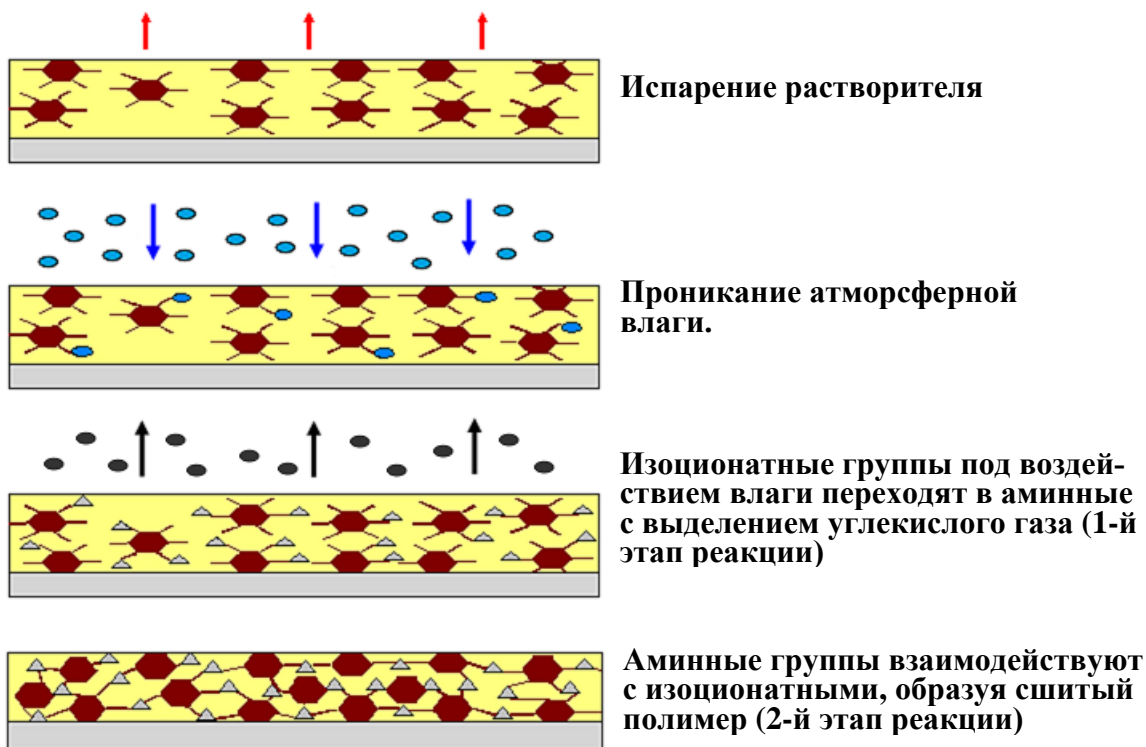 Испарение растворителя
Проникание атморсферной
влаги.
Изоционатные группы под воздей-
ствием влаги переходят в аминные
с выделением углекислого газа (1-й
этап реакции)
Аминные группы взаимодействуют
с изоционатными, образуя сшитый
полимер (2-й этап реакции)